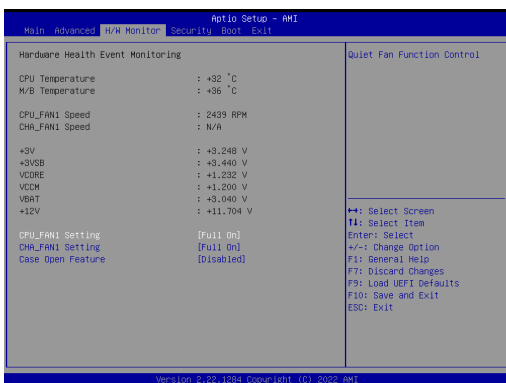 Aptio Setup - AMI
Main Advanced H/W Monitor Security Boot Exit
Hardware Health Event Monitoring
CPU Temperature : +32 °C
M/B Temperature : +36 °C
CPU_FAN1 Speed : 2439 RPM
CHA_FAN1 Speed : N/A
+3V : +3.248 V
+3VSB : +3.440 V
VCORE : +1.232 V
VCCM : +1.200 V
VBAT : +3.040 V
+12V : +11.704 V
CPU_FAN1 Setting [Full On]
CHA_FAN1 Setting [Full On]
Case Open Feature [Disabled]
Quiet Fan Function Control
↔: Select Screen
↑↓: Select Item
Enter: Select
+/-: Change Option
F1: General Help
F7: Discard Changes
F9: Load UEFI Defaults
F10: Save and Exit
ESC: Exit
Version 2.22.1284 Copyright (C) 2022 AMI